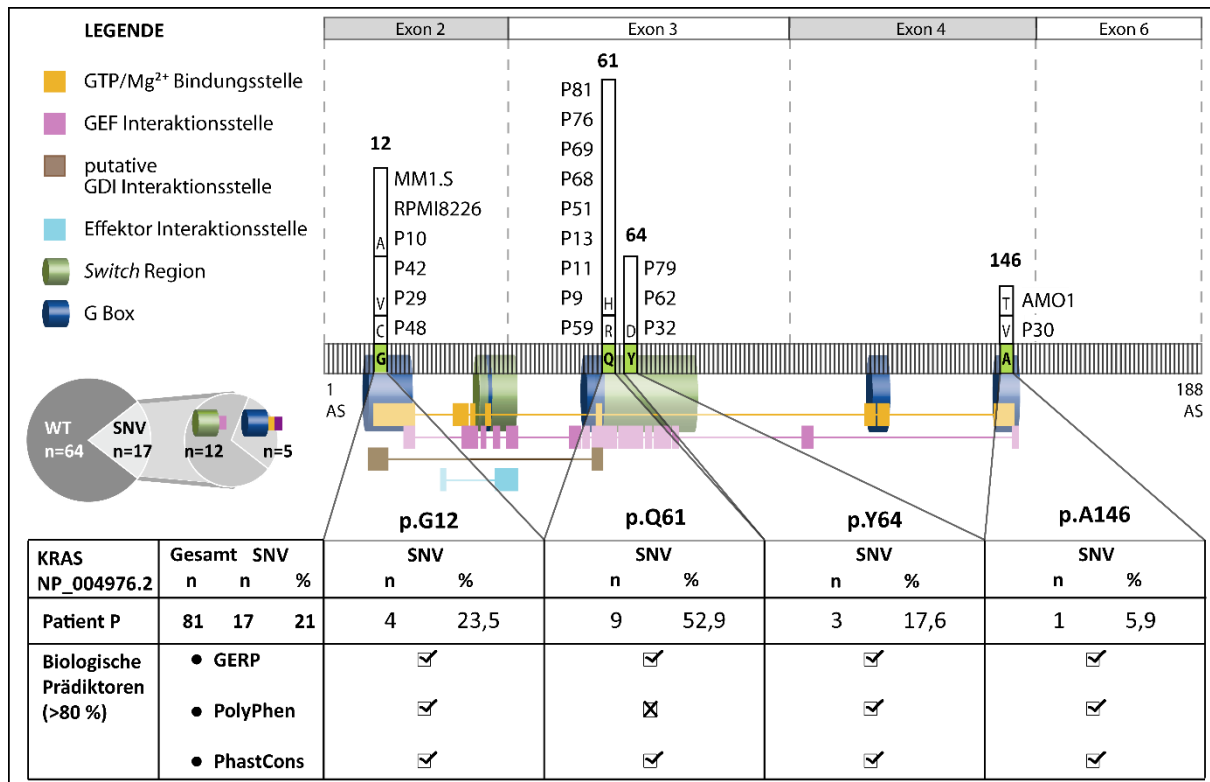 LEGENDE
GTP/Mg²⁺ Bindungsstelle
GEF Interaktionsstelle
putative
GDI Interaktionsstelle
Effektor Interaktionsstelle
Switch Region
G Box
Exon 2 Exon 3 Exon 4 Exon 6
12
MM1.S
RPMI8226
A P10
P42
V P29
C P48
G
61
P81
P76
P69
P68
P51
P13
P11
P9 H
P59 R
Q
64
P79
P62
D P32
Y
146
T AMO1
V P30
A
1
AS
188
AS
WT
n=64
SNV
n=17
n=12
n=5
p.G12 p.Q61 p.Y64 p.A146
KRAS Gesamt SNV SNV SNV SNV SNV
NP_004976.2 n n % n % n % n % n %
Patient P 81 17 21 4 23,5 9 52,9 3 17,6 1 5,9
Biologische
Prädiktoren
(>80 %)
• GERP
• PolyPhen
• PhastCons